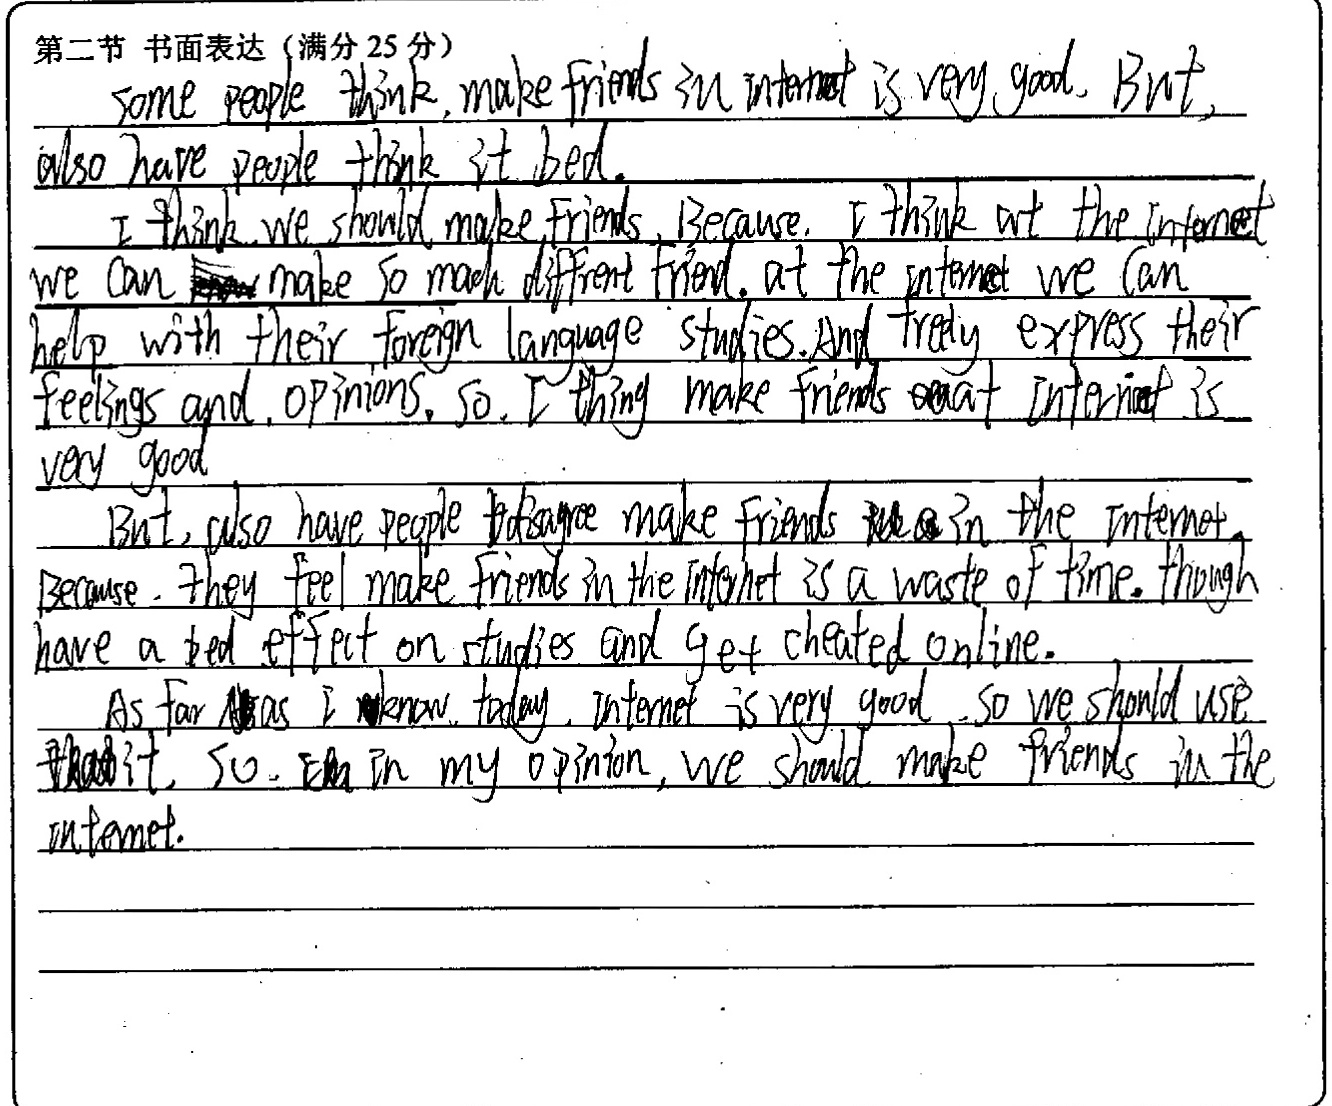 第二节 书面表达（满分 25 分）
some people think, make friends in internet is very good. But,
also have people think it bed.
I think we should make friends. Because. I think at the Internet
we can make so mach diffrent friend. at the internet we can
help with their foreign language studies. And freely express their
feelings and opinions. so. I thing make friends at Internet is
very good
But, also have people disagree make friends in the Internet.
Because. they feel make friends in the Internet is a waste of time. though
have a bed effect on studies and get cheated online.
As far as I know. today. Internet is very good. so we should use
it. So. in my opinion, we should make friends in the
internet.